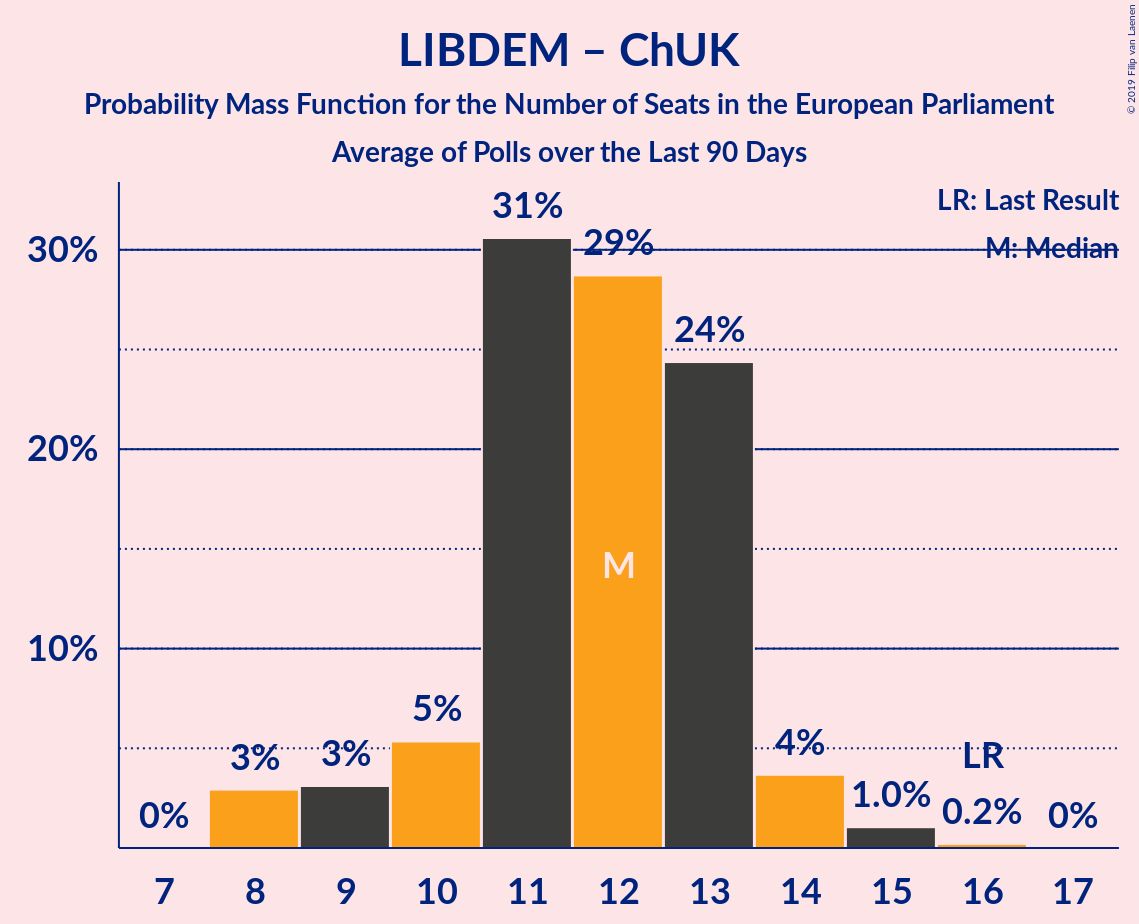 LIBDEM – ChUK
Probability Mass Function for the Number of Seats in the European Parliament
Average of Polls over the Last 90 Days
© 2019 Filip van Laenen
LR: Last Result
M: Median
30%
20%
10%
0%
3%
3%
5%
31%
29%
24%
4%
1.0%
0.2%
0%
M
LR
7 8 9 10 11 12 13 14 15 16 17